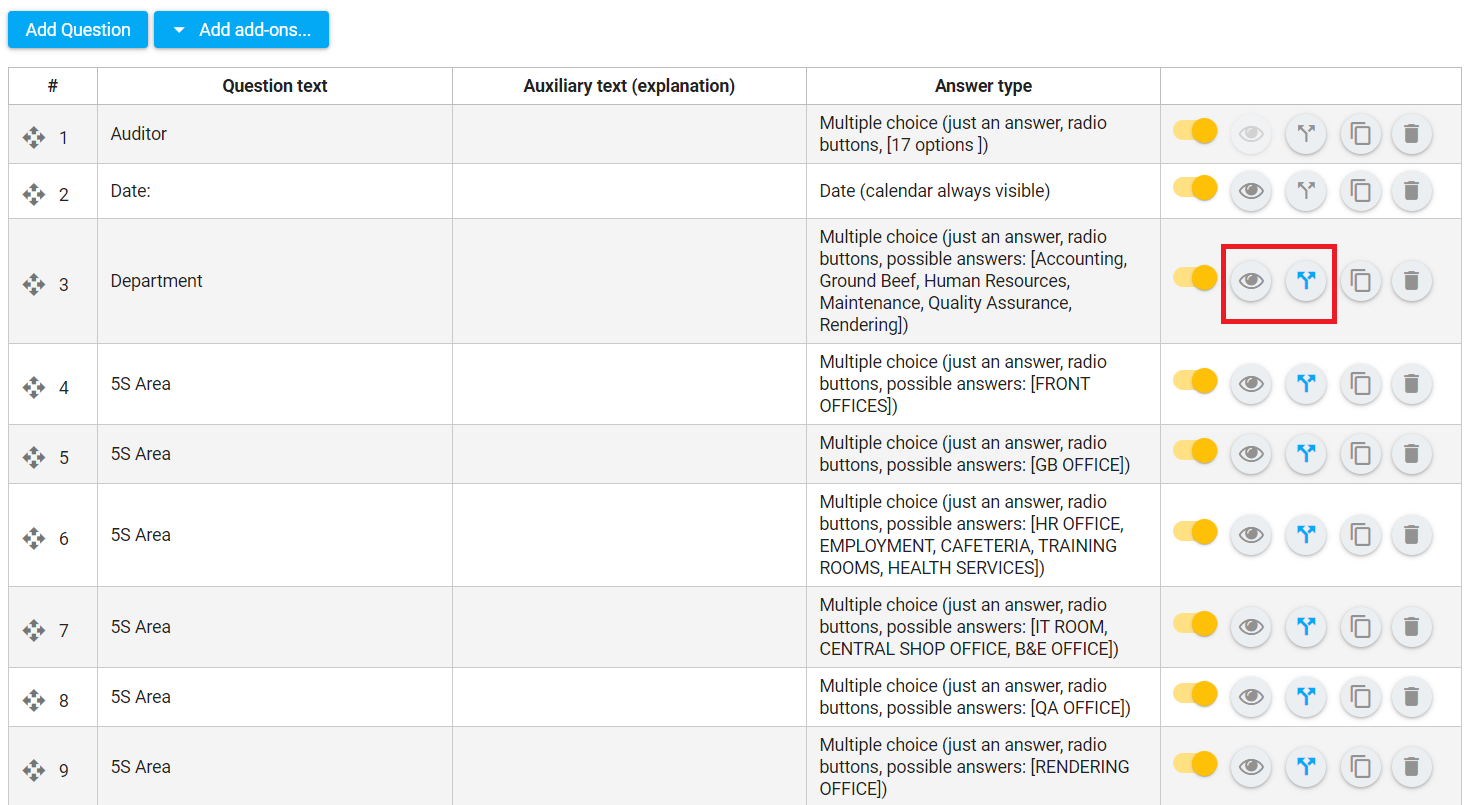 Add Question
Add add-ons...
# Question text Auxiliary text (explanation) Answer type
1 Auditor Multiple choice (just an answer, radio
buttons, [17 options ])
2 Date: Date (calendar always visible)
Multiple choice (just an answer, radio
buttons, possible answers: [Accounting,
3 Department Ground Beef, Human Resources,
Maintenance, Quality Assurance,
Rendering])
Multiple choice (just an answer, radio
4 5S Area buttons, possible answers: [FRONT
OFFICES])
5 5S Area Multiple choice (just an answer, radio
buttons, possible answers: [GB OFFICE])
Multiple choice (just an answer, radio
buttons, possible answers: [HR OFFICE,
6 5S Area EMPLOYMENT, CAFETERIA, TRAINING
ROOMS, HEALTH SERVICES])
Multiple choice (just an answer, radio
7 5S Area buttons, possible answers: [IT ROOM,
CENTRAL SHOP OFFICE, B&E OFFICE])
8 5S Area Multiple choice (just an answer, radio
buttons, possible answers: [QA OFFICE])
Multiple choice (just an answer, radio
9 5S Area buttons, possible answers: [RENDERING
OFFICE])